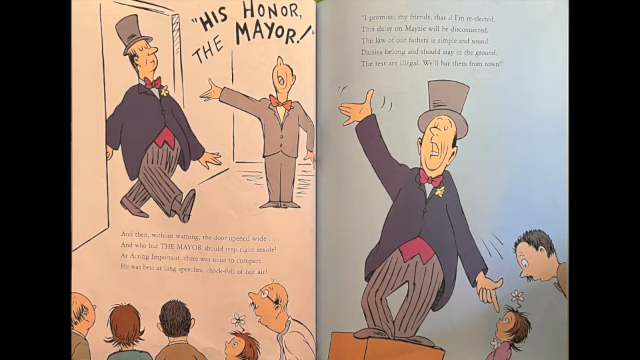 "HIS HONOR,
THE MAYOR!"
And then, without warning, the door opened wide . . .
And who but THE MAYOR should step right inside!
At Acting Important, there was none to compare.
He was best at long speeches, chock-full of hot air!
"I promise, my friends, that if I'm re-elected,
This daisy on Mayzie will be disconnected.
The law of our fathers is simple and sound:
Daisies belong and should stay in the ground.
The rest are illegal. We'll bar them from town!"